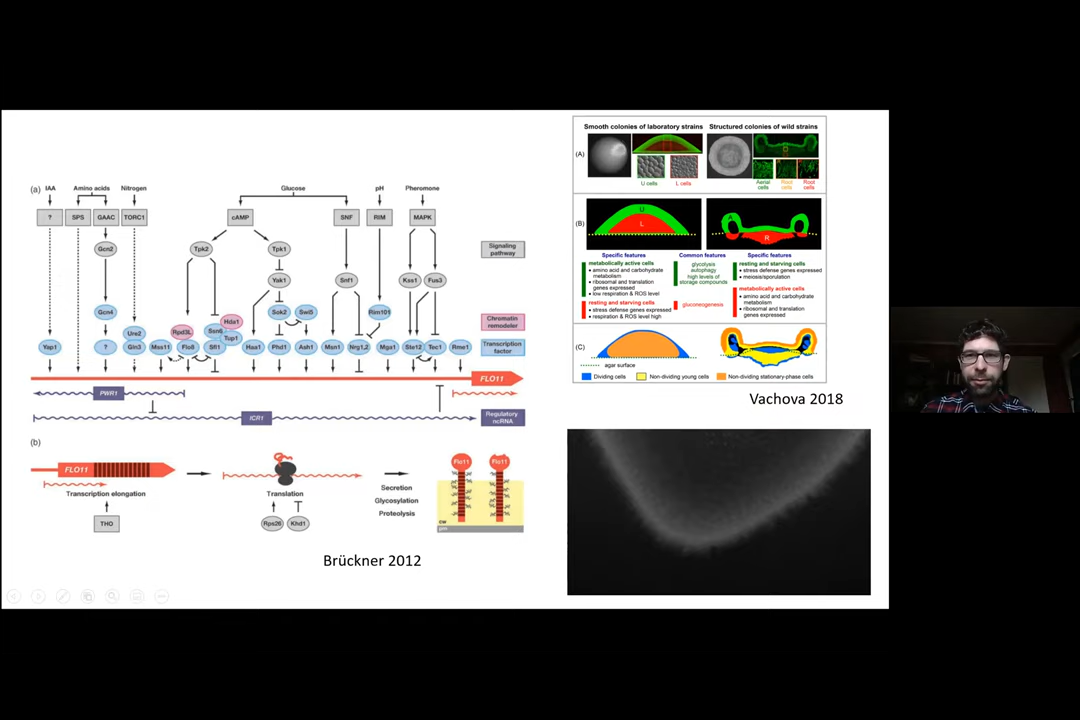 (a)
IAA
Amino acids
Nitrogen
Glucose
pH
Pheromone
?
SPS
GAAC
TORC1
cAMP
SNF
RIM
MAPK
Gcn2
Tpk2
Tpk1
Signaling
pathway
Yak1
Snf1
Kss1
Fus3
Gcn4
Sok2
Swi5
Rim101
Ure2
Rpd3L
Ssn6
Hda1
Tup1
Chromatin
remodeler
Yap1
?
Gln3
Mss11
Flo8
Sfl1
Haa1
Phd1
Ash1
Msn1
Nrg1,2
Mga1
Ste12
Tec1
Rme1
Transcription
factor
FLO11
PWR1
ICR1
Regulatory
ncRNA
(b)
FLO11
Transcription elongation
THO
Translation
Rps26
Khd1
Secretion
Glycosylation
Proteolysis
Flo11
Flo11
cw
pm
Brückner 2012
Smooth colonies of laboratory strains
Structured colonies of wild strains
(A)
U cells
L cells
Aerial
cells
Root
cells
Root
cells
(B)
U
L
A
R
Specific features
Common features
Specific features
metabolically active cells
• amino acid and carbohydrate
metabolism
• ribosomal and translation
genes expressed
• low respiration & ROS level
resting and starving cells
• stress defense genes expressed
• respiration & ROS level high
glycolysis
autophagy
high levels of
storage compounds
gluconeogenesis
resting and starving cells
• stress defense genes expressed
• meiosis/sporulation
metabolically active cells
• amino acid and carbohydrate
metabolism
• ribosomal and translation
genes expressed
(C)
agar surface
Dividing cells
Non-dividing young cells
Non-dividing stationary-phase cells
Vachova 2018